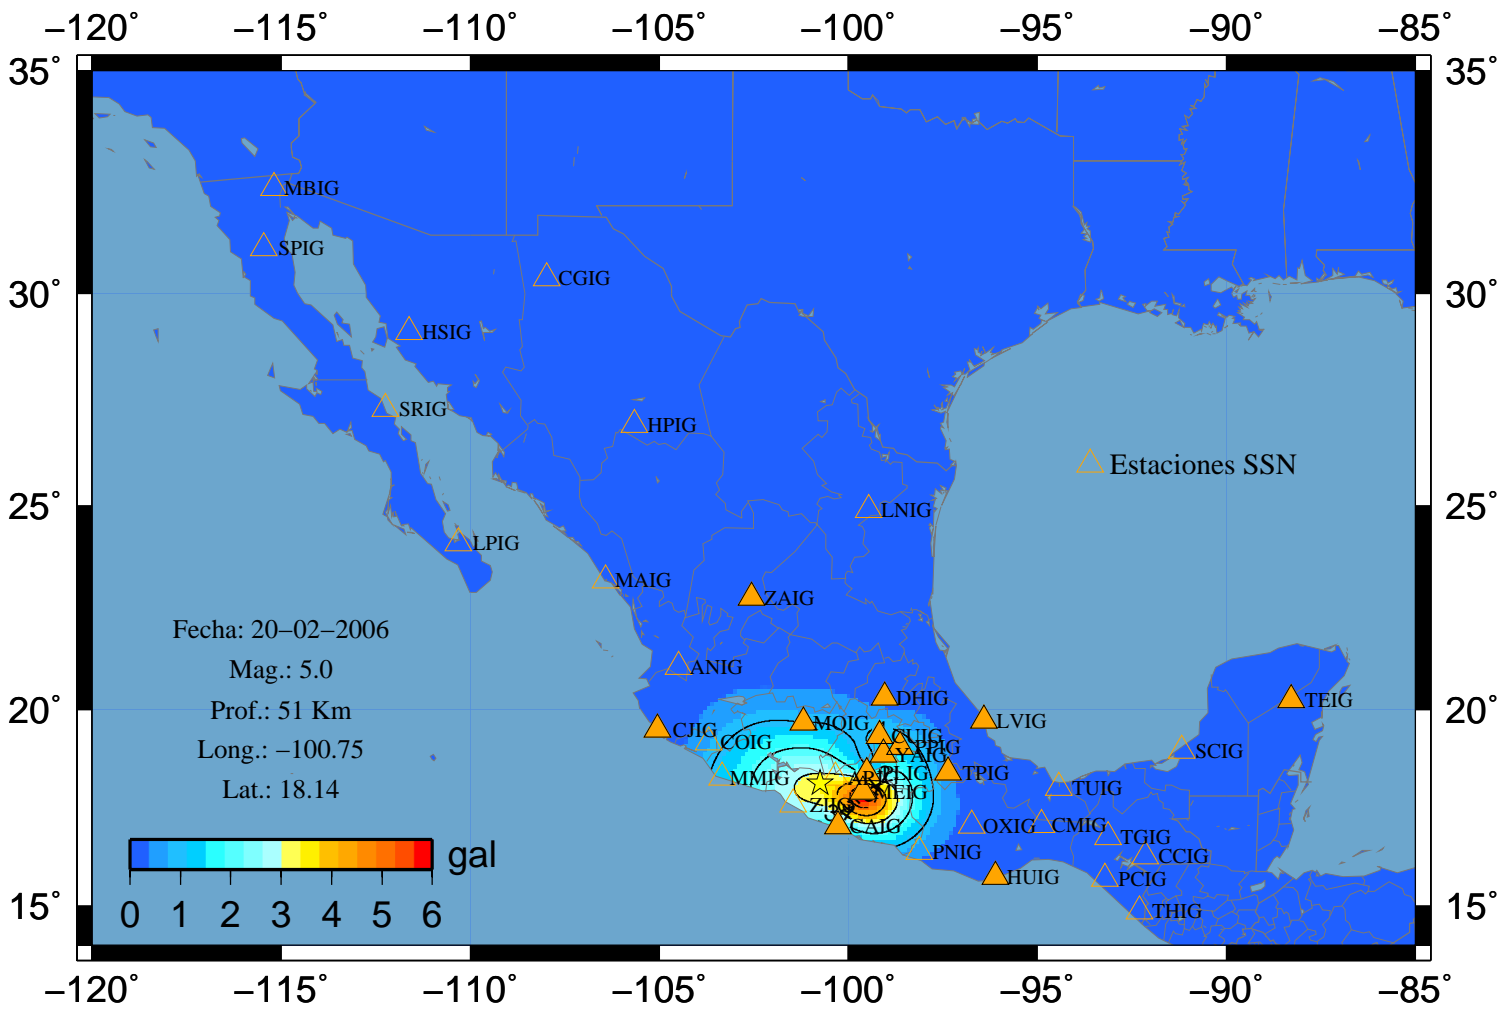 −120˚ −115˚ −110˚ −105˚ −100˚ −95˚ −90˚ −85˚
35˚ 35˚
MBIG
SPIG
CGIG
30˚ 30˚
HSIG
SRIG
HPIG
Estaciones SSN
25˚ 25˚
LNIG
LPIG
MAIG
ZAIG
Fecha: 20−02−2006
Mag.: 5.0
ANIG
DHIG
TEIG
Prof.: 51 Km
20˚ 20˚
MOIG
LVIG
CJIG
CUIG
COIG
PPIG
YAIG
SCIG
Long.: −100.75
PLIG
TPIG
MMIG
Lat.: 18.14
MEIG
TUIG
CAIG
OXIG
CMIG
TGIG
PNIG
CCIG
HUIG
PCIG
THIG
gal
0 1 2 3 4 5 6
15˚ 15˚
−120˚ −115˚ −110˚ −105˚ −100˚ −95˚ −90˚ −85˚